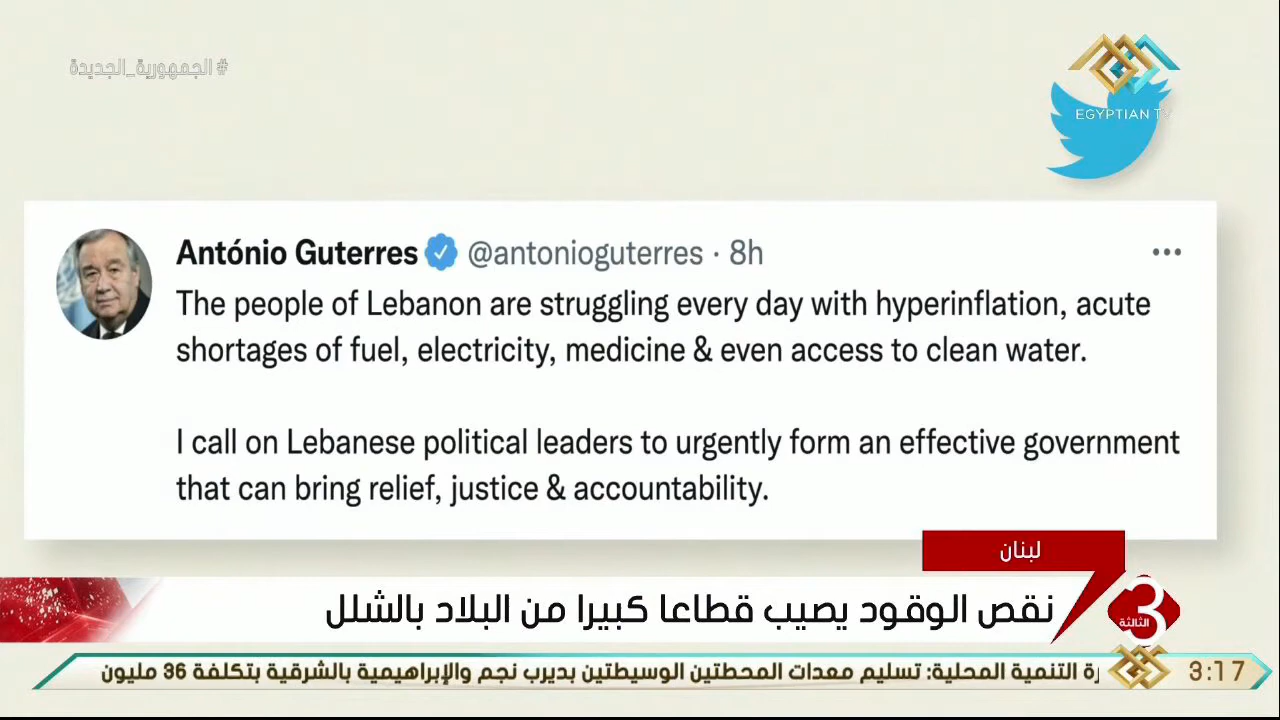 # الجمهورية_الجديدة
EGYPTIAN TV
António Guterres @antonioguterres · 8h
The people of Lebanon are struggling every day with hyperinflation, acute
shortages of fuel, electricity, medicine & even access to clean water.
I call on Lebanese political leaders to urgently form an effective government
that can bring relief, justice & accountability.
لبنان
نقص الوقود يصيب قطاعا كبيرا من البلاد بالشلل
3
الثالثة
رة التنمية المحلية: تسليم معدات المحطتين الوسيطتين بديرب نجم والإبراهيمية بالشرقية بتكلفة 36 مليون
3:17